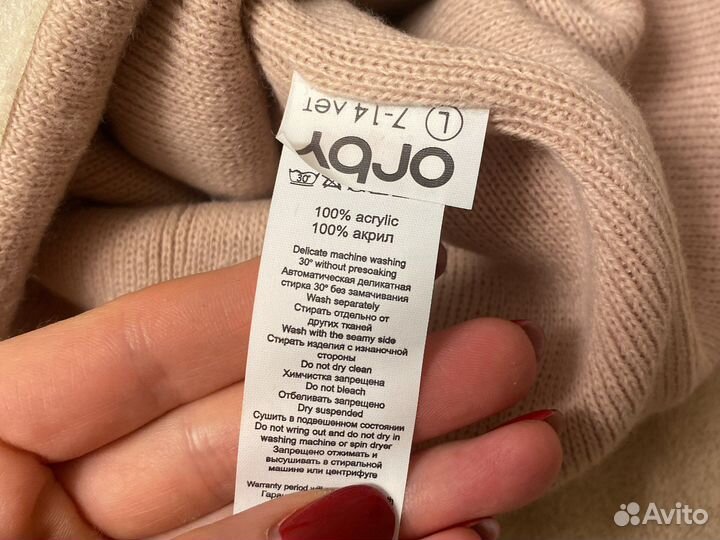 Ⓛ 7-14 лет
orby
30°
100% acrylic
100% акрил
Delicate machine washing
30° without presoaking
Автоматическая деликатная
стирка 30° без замачивания
Wash separately
Стирать отдельно от
других тканей
Wash with the seamy side
Стирать изделия с изнаночной
стороны
Do not dry clean
Химчистка запрещена
Do not bleach
Отбеливать запрещено
Dry suspended
Сушить в подвешенном состоянии
Do not wring out and do not dry in
washing machine or spin dryer
Запрещено отжимать и
высушивать в стиральной
машине или центрифуге
Warranty period
Avito